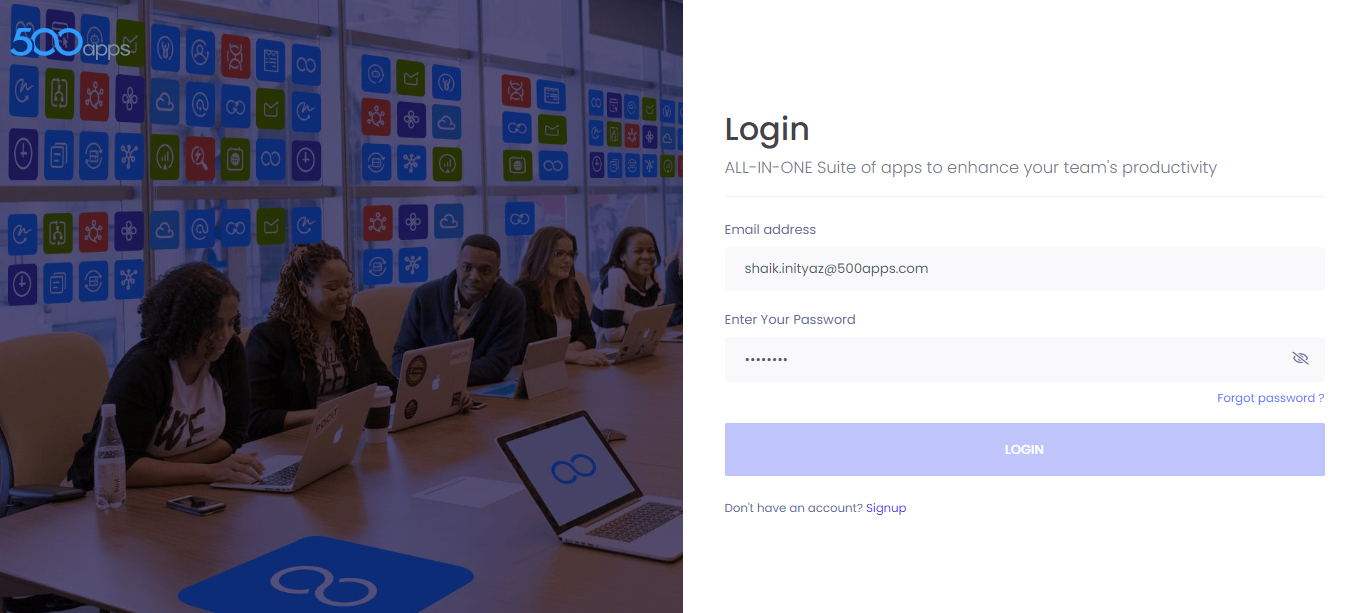 500apps
Login
ALL-IN-ONE Suite of apps to enhance your team's productivity
Email address
shaik.inityaz@500apps.com
Enter Your Password
••••••••
Forgot password ?
LOGIN
Don't have an account? Signup